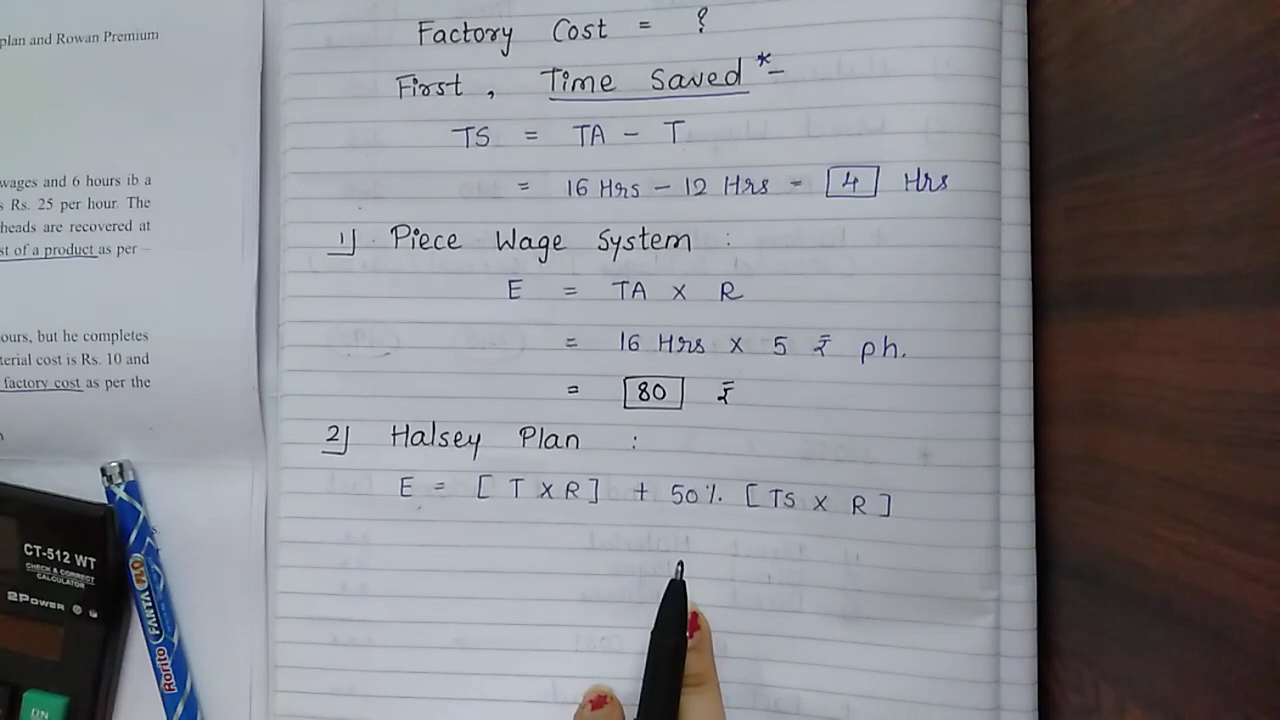 plan and Rowan Premium
wages and 6 hours ib a
s Rs. 25 per hour. The
heads are recovered at
st of a product as per –
ours, but he completes
terial cost is Rs. 10 and
factory cost as per the
Factory Cost = ?
First , Time Saved *–
TS = TA – T
= 16 Hrs – 12 Hrs = 4 Hrs
1) Piece Wage System :
E = TA x R
= 16 Hrs x 5 ₹ ph.
= 80 ₹
2) Halsey Plan :
E = [ T x R ] + 50% [ TS x R ]
CT-512 WT
CHECK & CORRECT
CALCULATOR
2POWER
ON
Rorito FANTAFLO